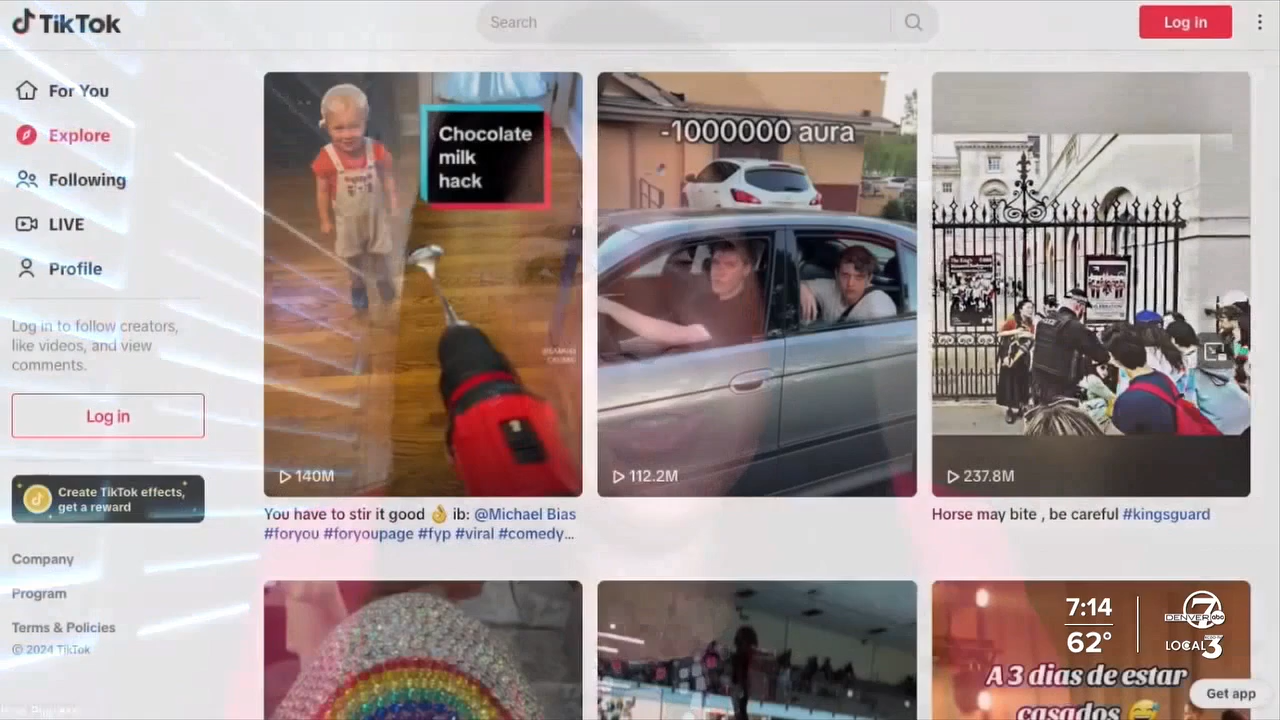 TikTok
Search
Log in
For You
Explore
Following
LIVE
Profile
Log in to follow creators,
like videos, and view
comments.
Log in
Create TikTok effects,
get a reward
Company
Program
Terms & Policies
© 2024 TikTok
Chocolate
milk
hack
140M
You have to stir it good 👌 ib: @Michael Bias
#foryou #foryoupage #fyp #viral #comedy...
-1000000 aura
112.2M
237.8M
Horse may bite , be careful #kingsguard
A 3 dias de estar
casados 😅
7:14
62°
DENVER 7 abc
LOCAL 3
Get app